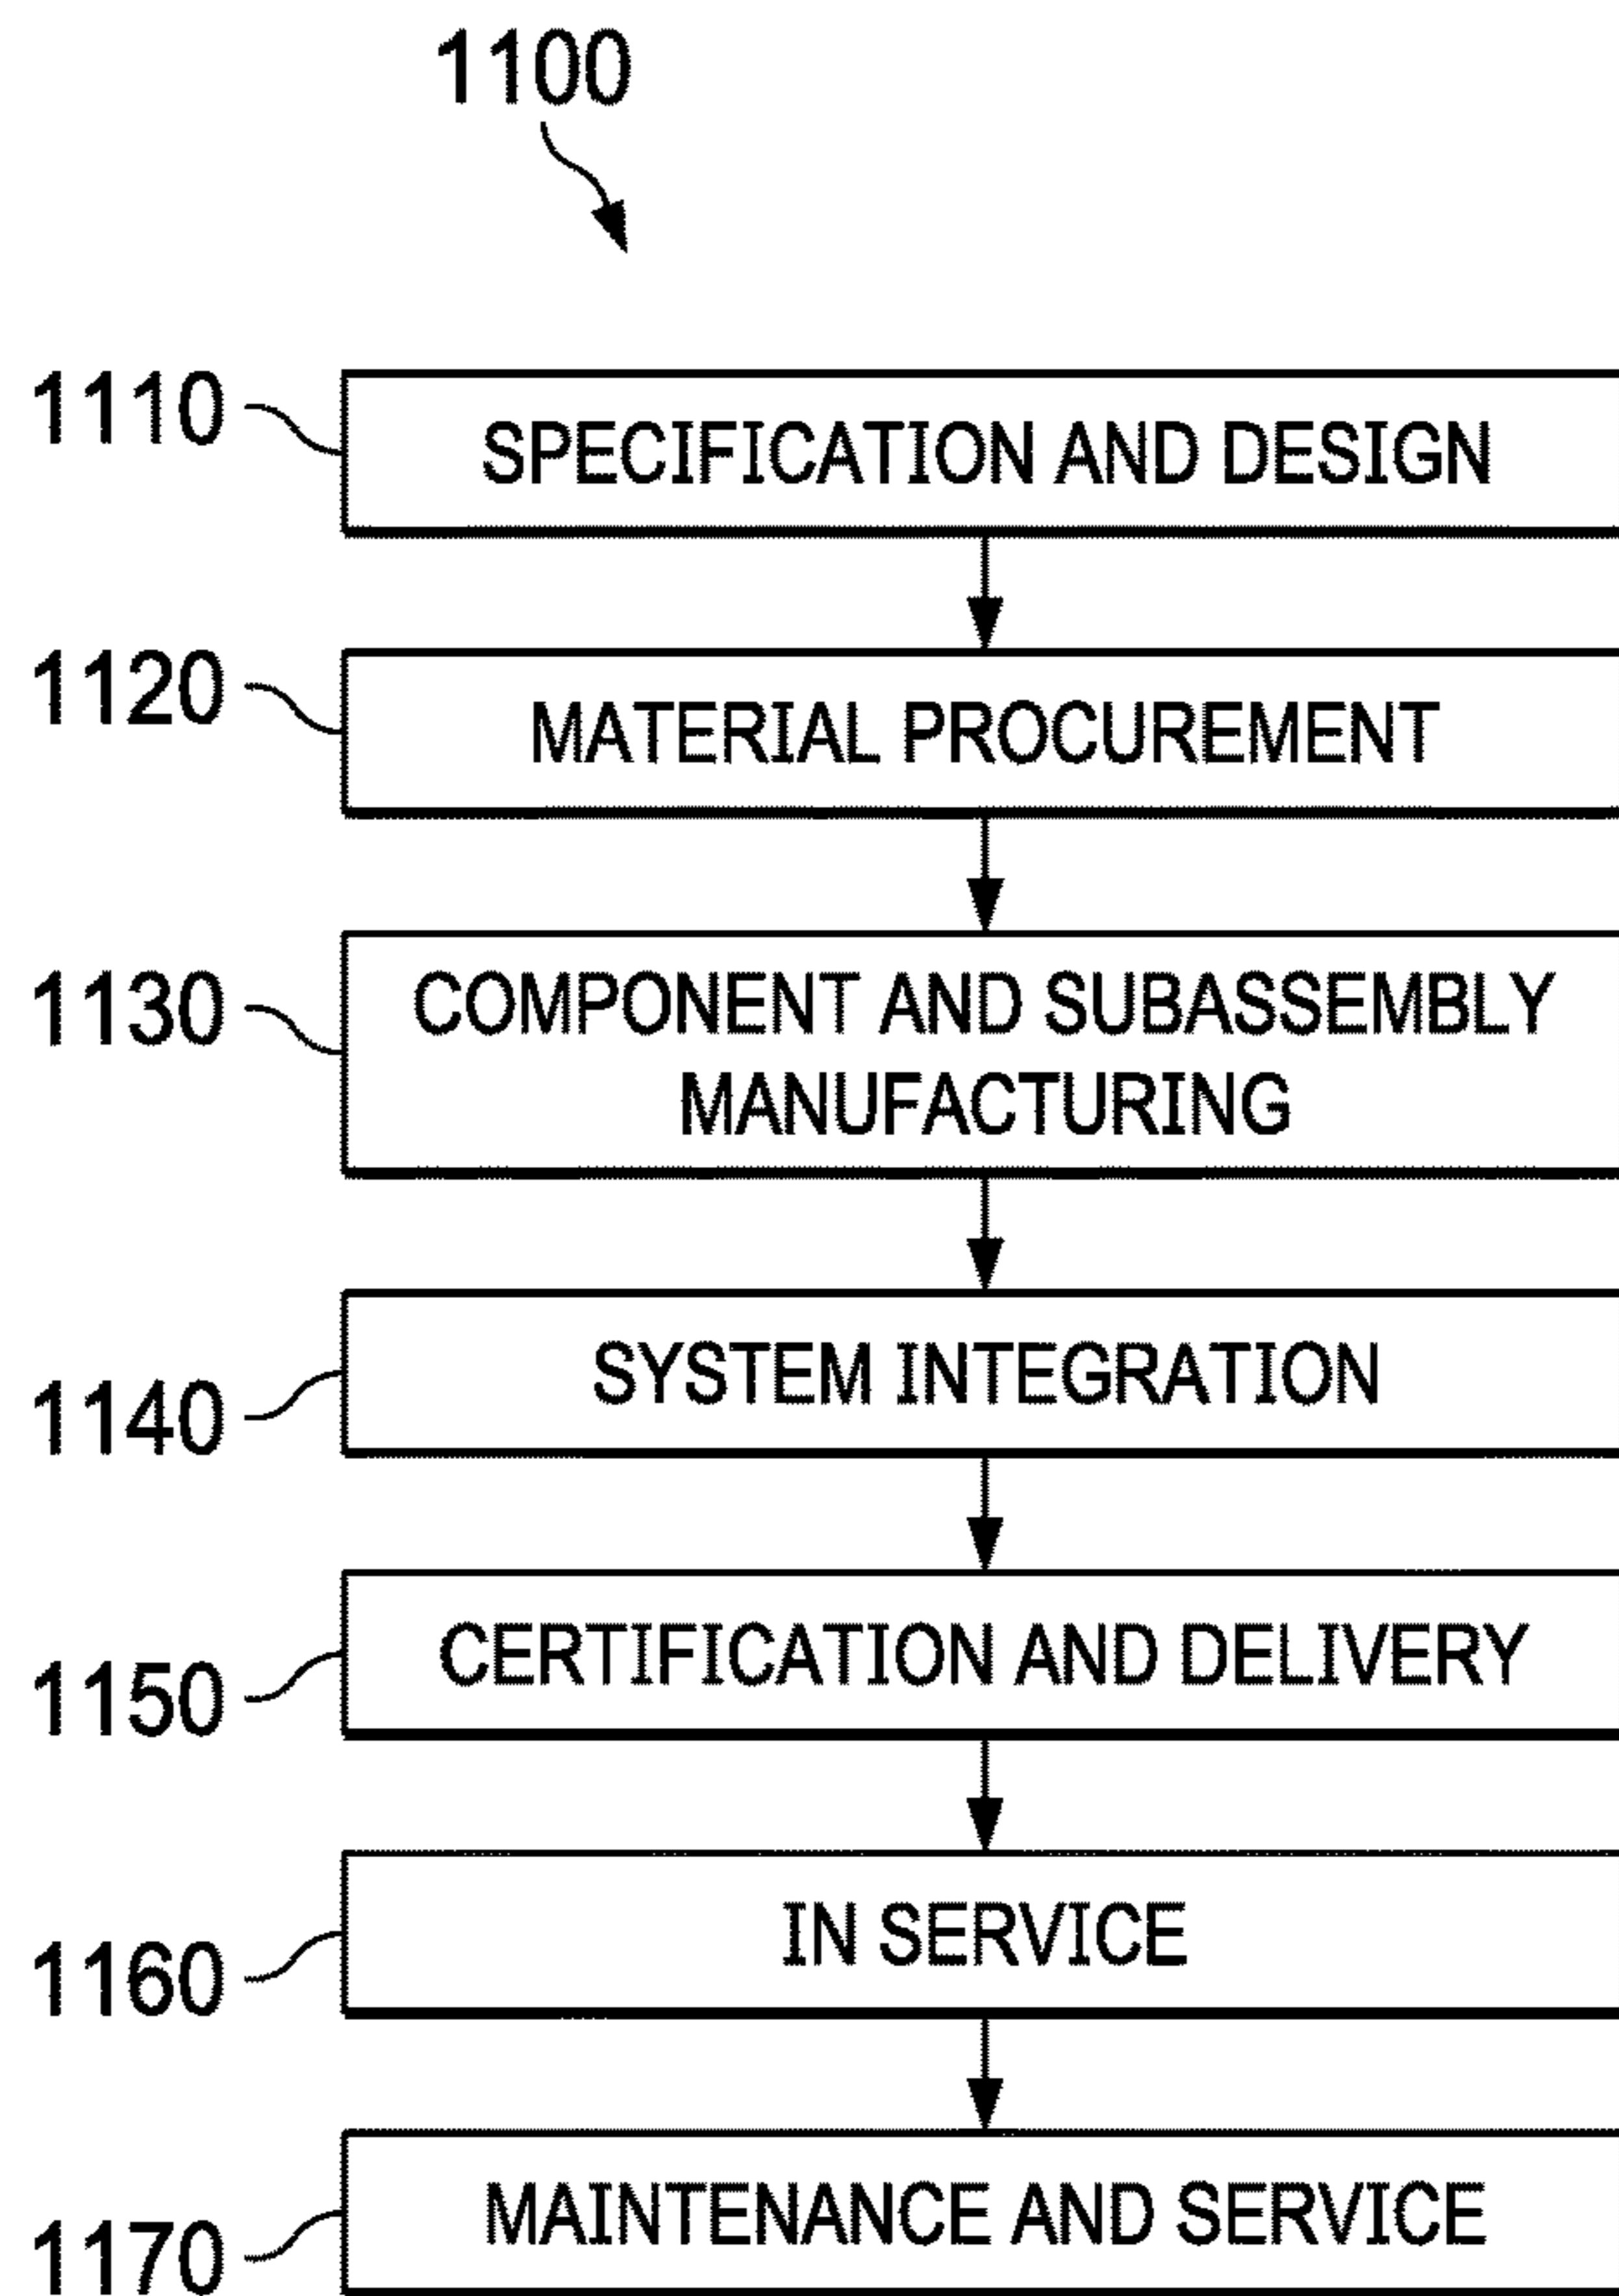 1100
1110 SPECIFICATION AND DESIGN
1120 MATERIAL PROCUREMENT
1130 COMPONENT AND SUBASSEMBLY
MANUFACTURING
1140 SYSTEM INTEGRATION
1150 CERTIFICATION AND DELIVERY
1160 IN SERVICE
1170 MAINTENANCE AND SERVICE